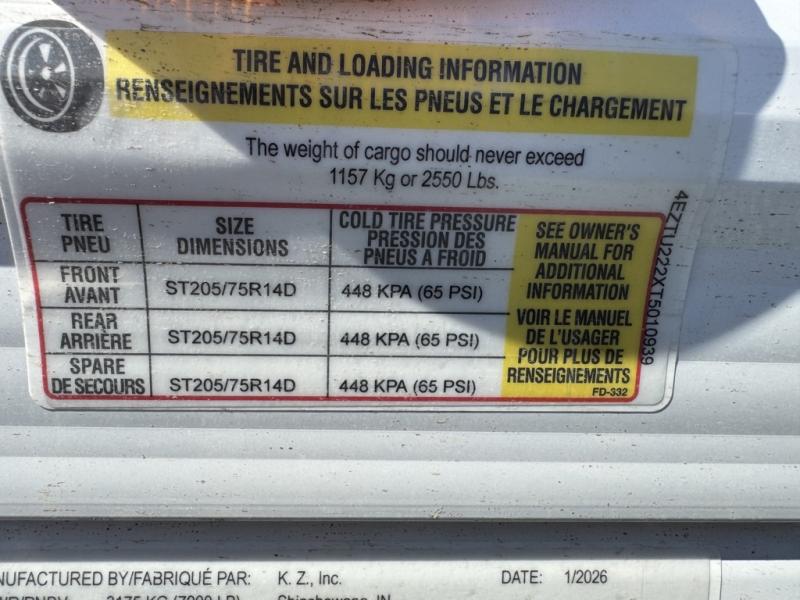 TIRE AND LOADING INFORMATION
RENSEIGNEMENTS SUR LES PNEUS ET LE CHARGEMENT
The weight of cargo should never exceed
1157 Kg or 2550 Lbs.
TIRE
PNEU
SIZE
DIMENSIONS
COLD TIRE PRESSURE
PRESSION DES
PNEUS A FROID
FRONT
AVANT
ST205/75R14D
448 KPA (65 PSI)
REAR
ARRIÈRE
ST205/75R14D
448 KPA (65 PSI)
SPARE
DE SECOURS
ST205/75R14D
448 KPA (65 PSI)
SEE OWNER'S
MANUAL FOR
ADDITIONAL
INFORMATION
VOIR LE MANUEL
DE L'USAGER
POUR PLUS DE
RENSEIGNEMENTS
FD-332
4EZTU222XT5010939
MANUFACTURED BY/FABRIQUÉ PAR: K. Z., Inc. DATE: 1/2026